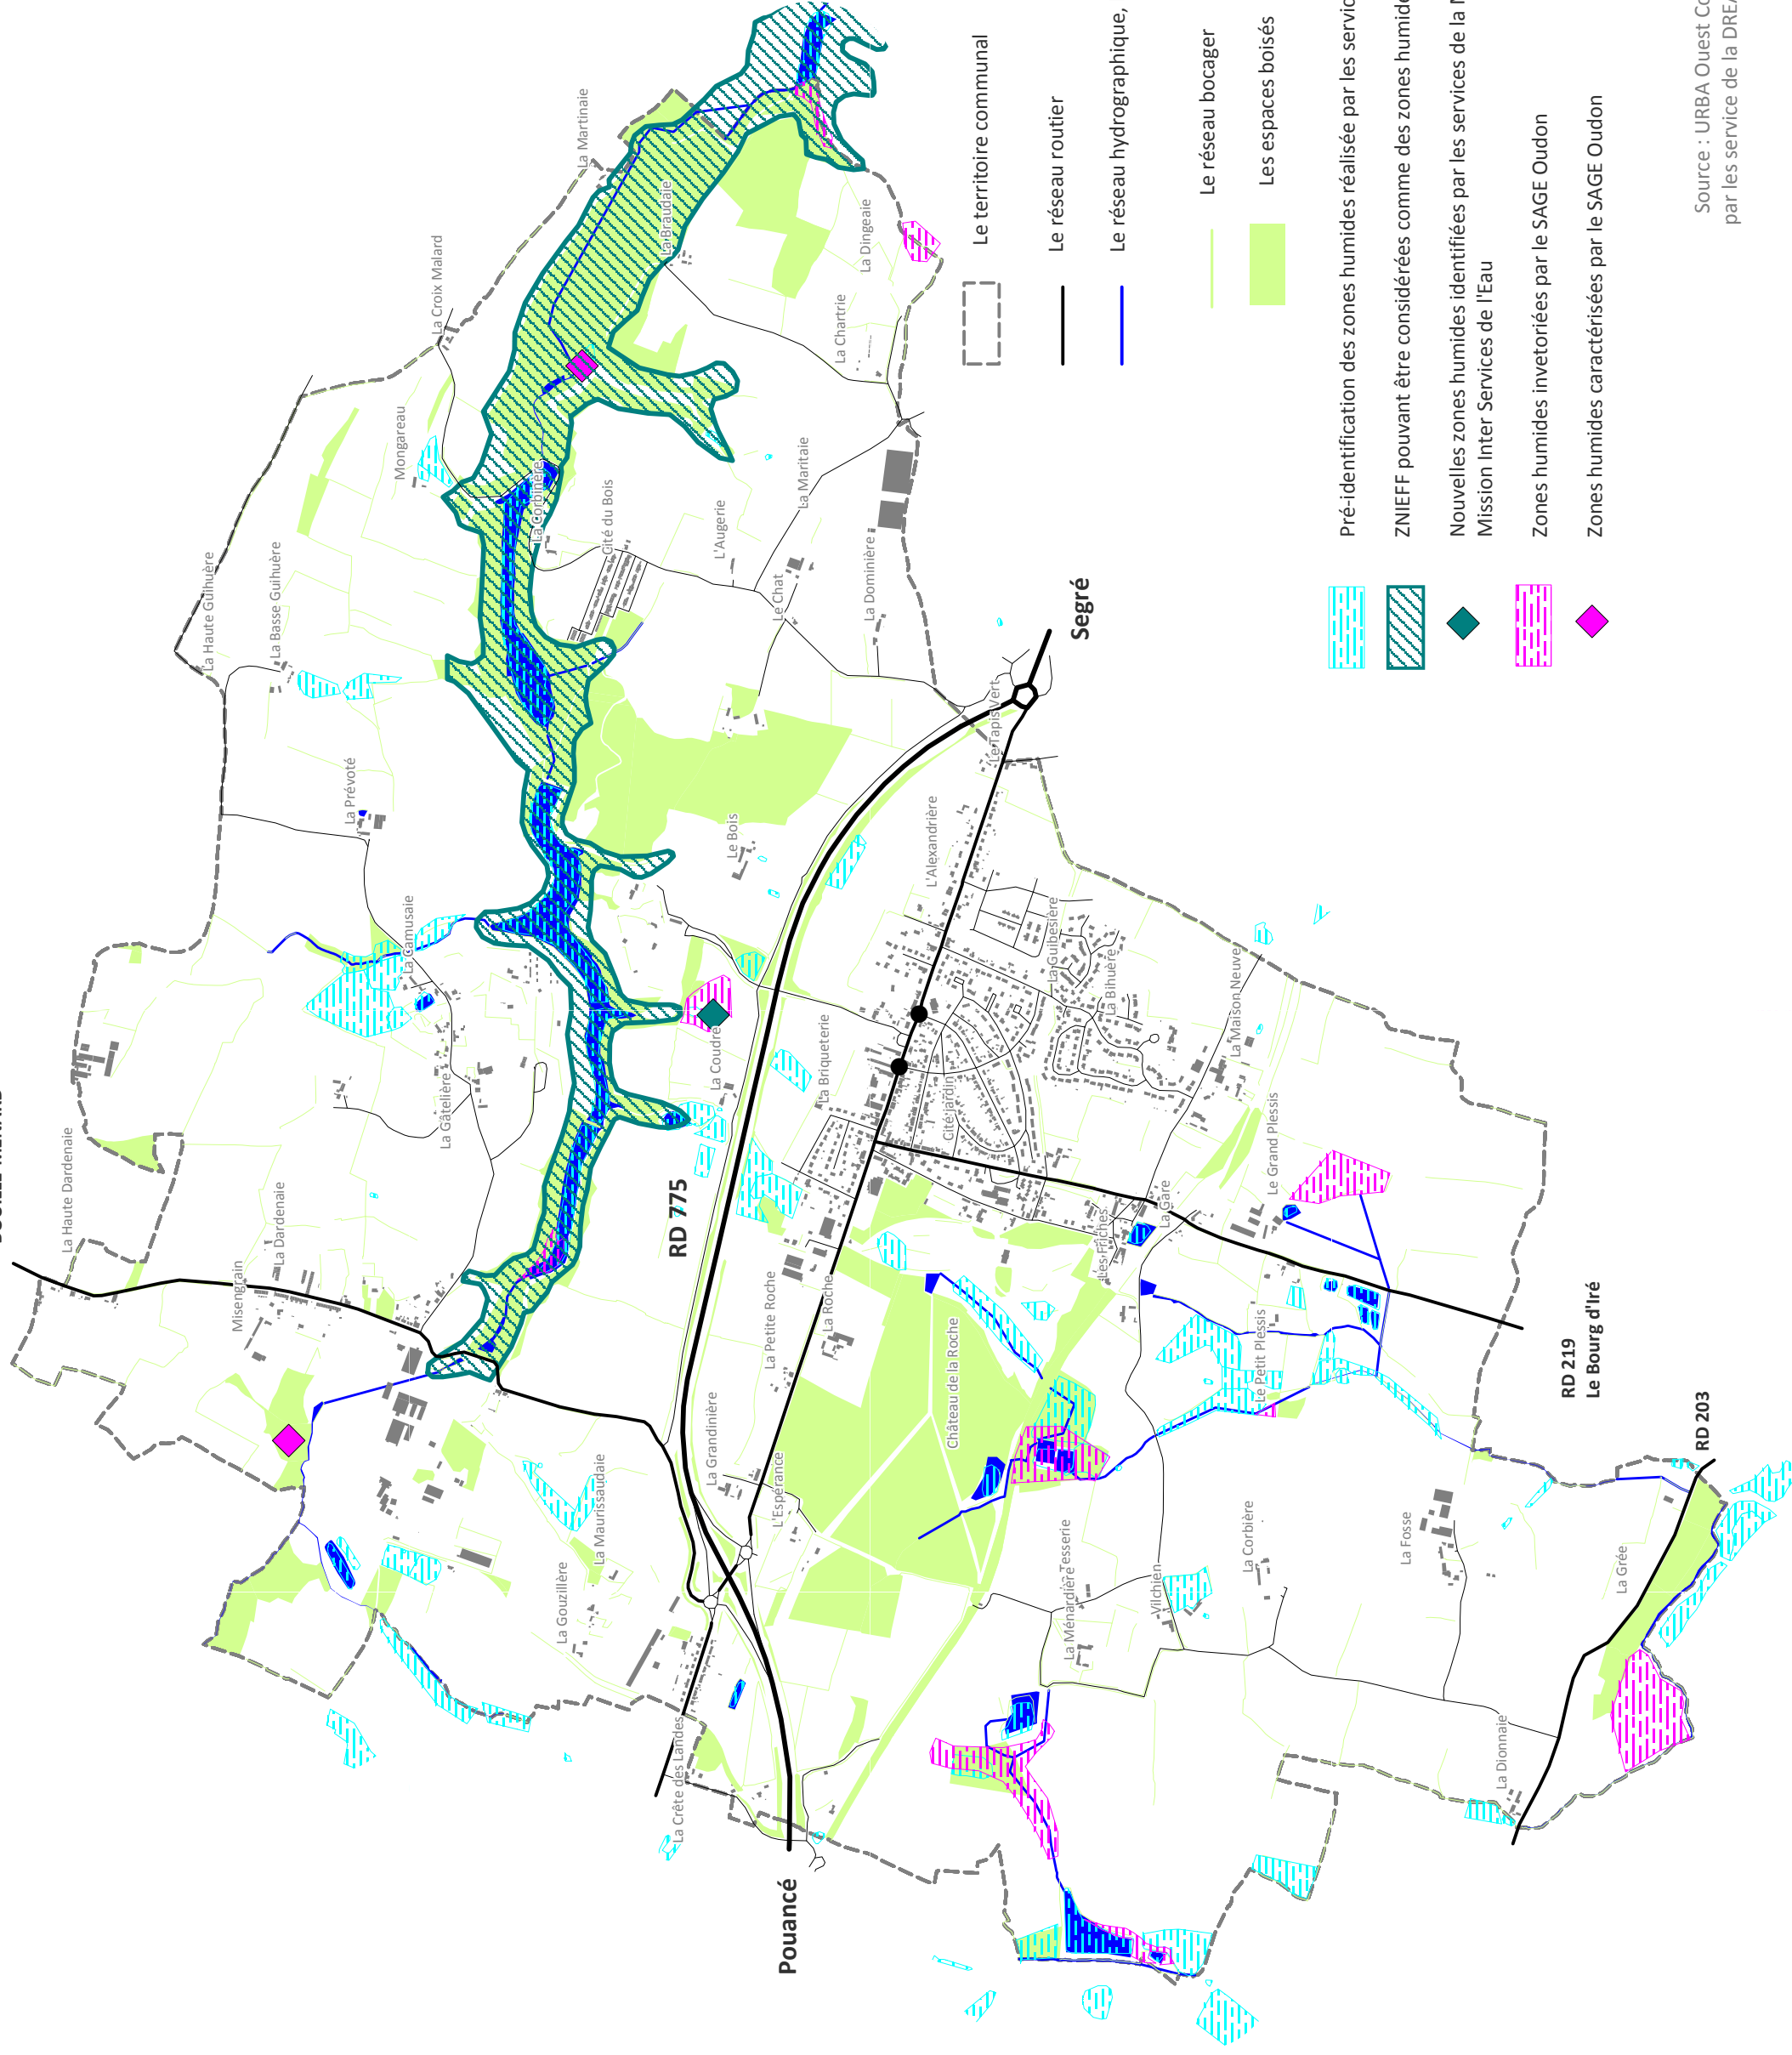 La Haute Dardenaie
Misengrain
La Dardenaie
La Gâtelière
La Gamusaie
La Prévoté
La Haute Guihuère
La Basse Guihuère
Mongareau
La Croix Malard
La Martinaie
La Braudaie
La Dingeaie
La Chartrie
La Maritaie
La Corbinère
Cité du Bois
L'Augerie
Le Chat
La Dominière
Segré
Le Tapis Vert
Le Bois
L'Alexandrière
La Guibesière
La Bihuère
La Maison Neuve
La Coudre
La Briqueterie
Cité jardin
RD 775
Le Grand Plessis
La Gare
Les Friches
La Petite Roche
La Roche
Château de la Roche
Le Petit Plessis
La Grandinière
L'Espérance
La Maurissaudaie
La Gouzillère
La Crête des Landes
Pouancé
La Ménardière
Tesserie
Vilchien
La Corbière
La Fosse
La Grée
La Dionnaie
RD 219
Le Bourg d'Iré
RD 203
Le territoire communal
Le réseau routier
Le réseau hydrographique,
Le réseau bocager
Les espaces boisés
Pré-identification des zones humides réalisée par les servic
ZNIEFF pouvant être considérées comme des zones humide
Nouvelles zones humides identifiées par les services de la
Mission Inter Services de l'Eau
Zones humides invetoriées par le SAGE Oudon
Zones humides caractérisées par le SAGE Oudon
Source : URBA Ouest Co
par les service de la DREA